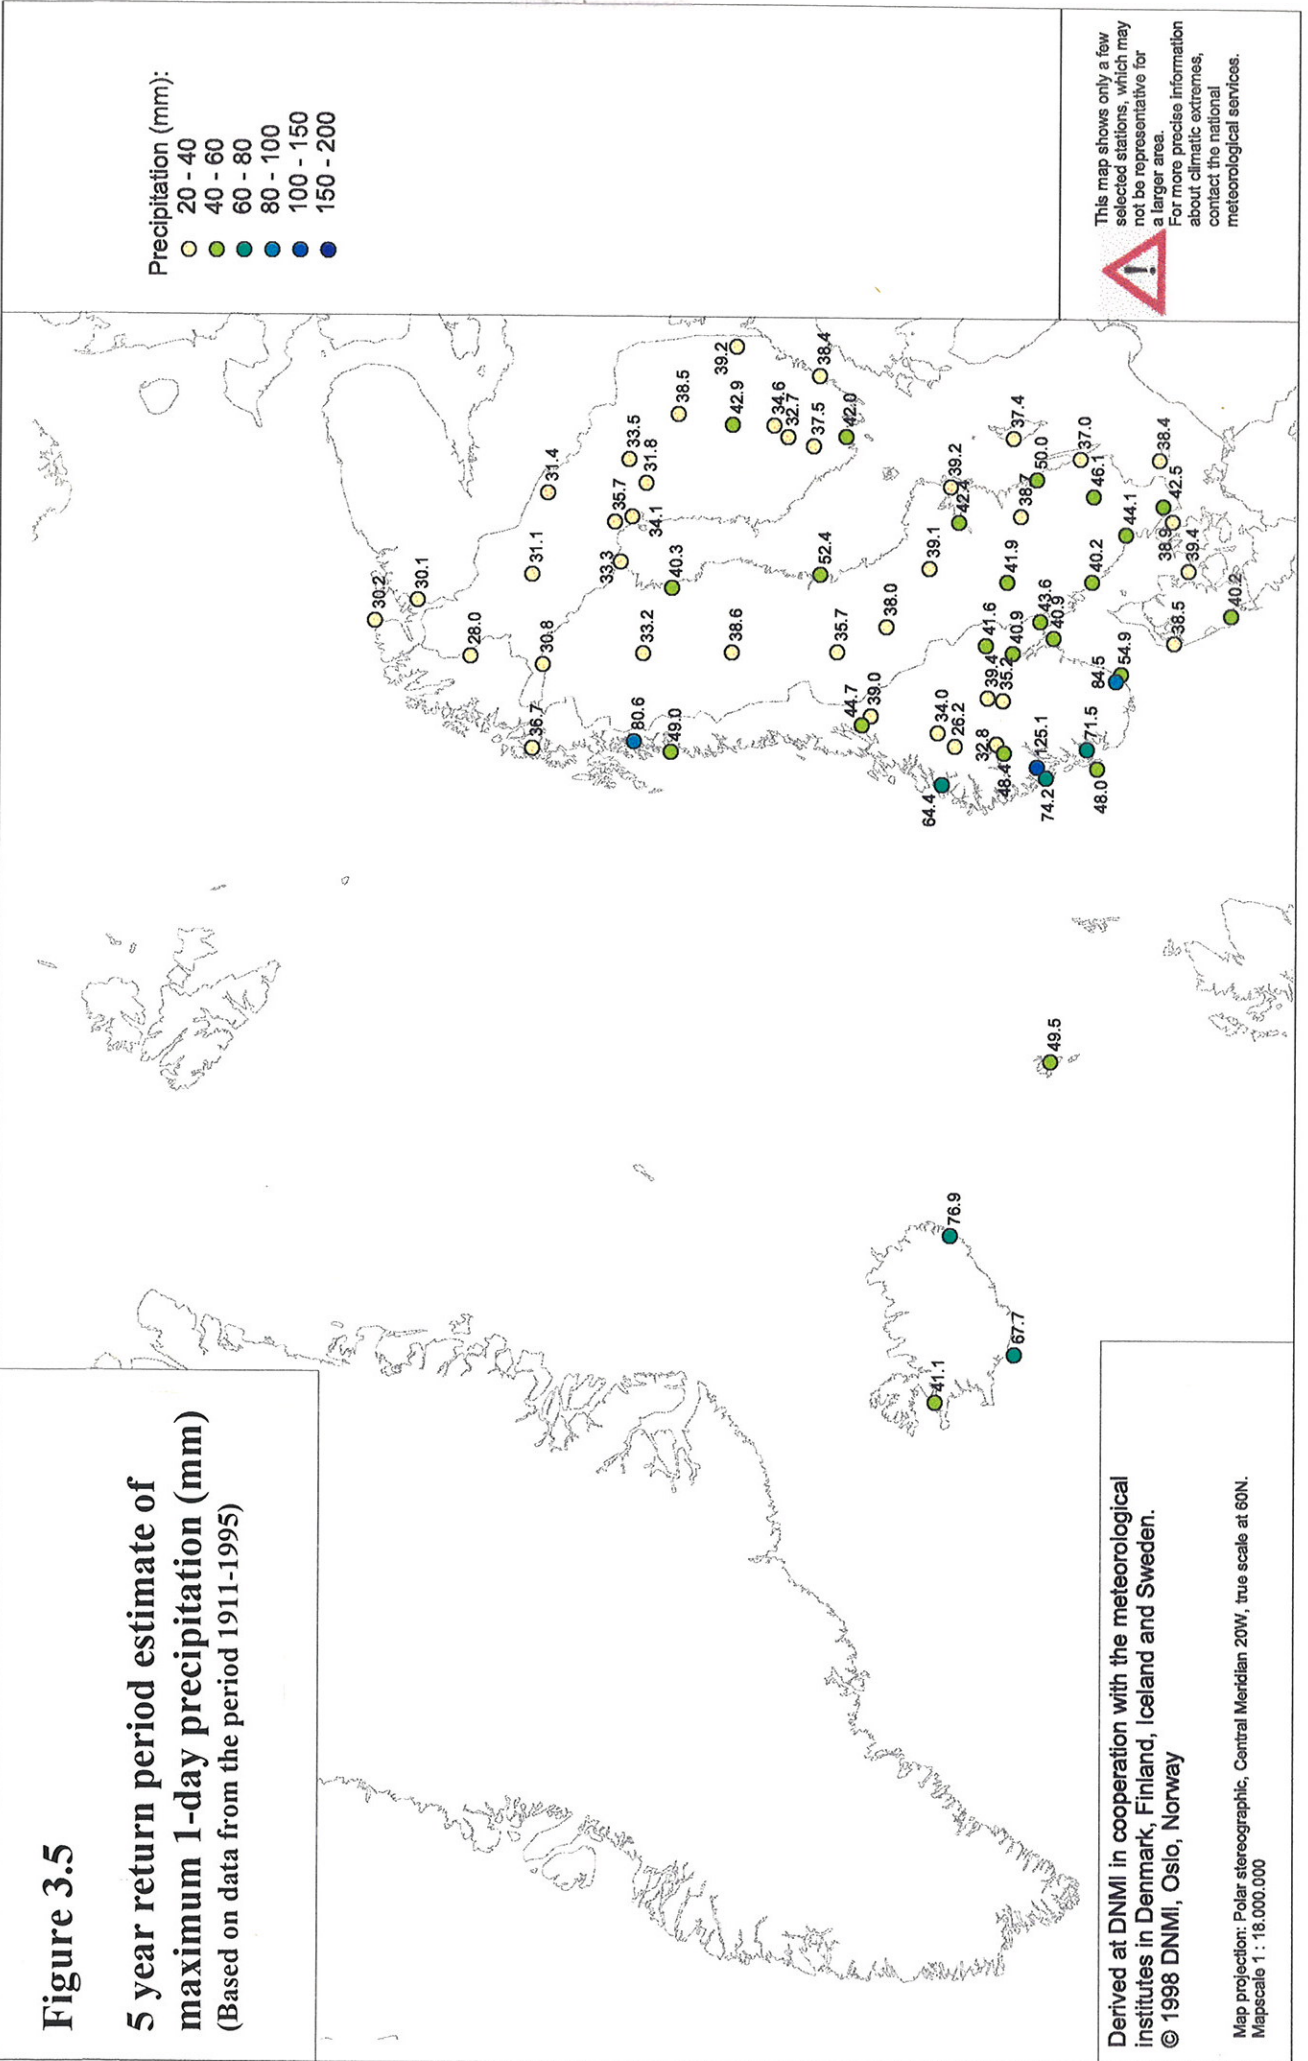 Figure 3.5
5 year return period estimate of
maximum 1-day precipitation (mm)
(Based on data from the period 1911-1995)
Precipitation (mm):
20 - 40
40 - 60
60 - 80
80 - 100
100 - 150
150 - 200
30.2
30.1
28.0
31.1
31.4
30.8
36.7
35.7
33.5
31.8
34.1
33.3
38.5
39.2
40.3
33.2
80.6
49.0
42.9
38.6
34.6
32.7
37.5
38.4
42.0
52.4
35.7
38.0
44.7
39.0
39.1
39.2
42.4
34.0
26.2
64.4
37.4
38.7
50.0
41.9
41.6
39.4
40.9
35.2
32.8
48.4
125.1
74.2
43.6
40.9
37.0
46.1
40.2
44.1
71.5
48.0
84.5
54.9
38.4
42.5
38.9
39.4
38.5
40.2
49.5
76.9
67.7
41.1
Derived at DNMI in cooperation with the meteorological
institutes in Denmark, Finland, Iceland and Sweden.
© 1998 DNMI, Oslo, Norway
Map projection: Polar stereographic, Central Meridian 20W, true scale at 60N.
Mapscale 1 : 18.000.000
This map shows only a few
selected stations, which may
not be representative for
a larger area.
For more precise information
about climatic extremes,
contact the national
meteorological services.